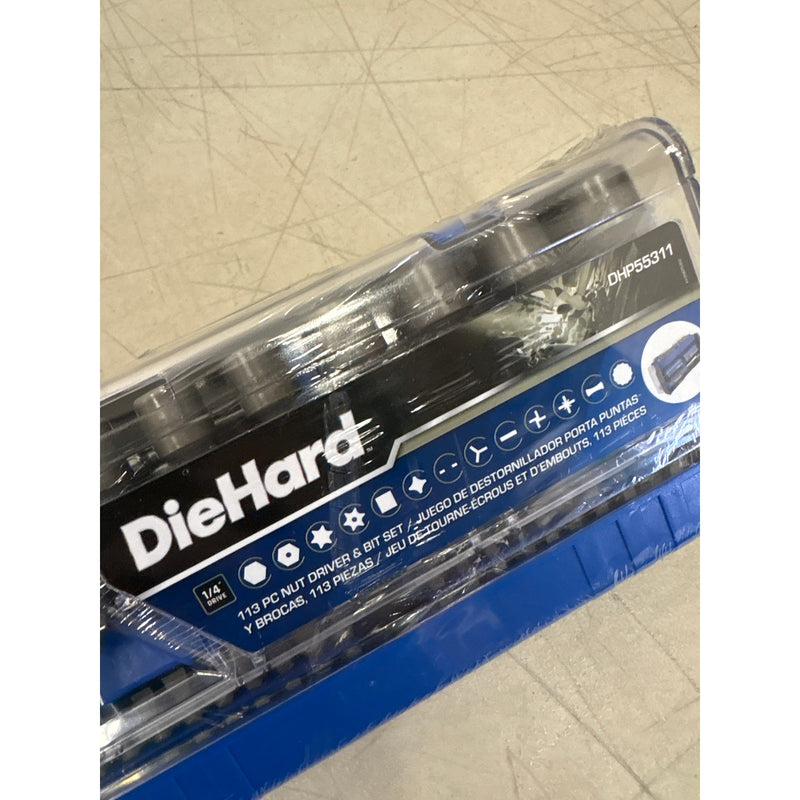 DHP55311
DieHard
1/4"
DRIVE
113 PC NUT DRIVER & BIT SET / JUEGO DE DESTORNILLADOR PORTA PUNTAS
Y BROCAS, 113 PIEZAS / JEU DE TOURNE-ÉCROUS ET D'EMBOUTS, 113 PIÈCES